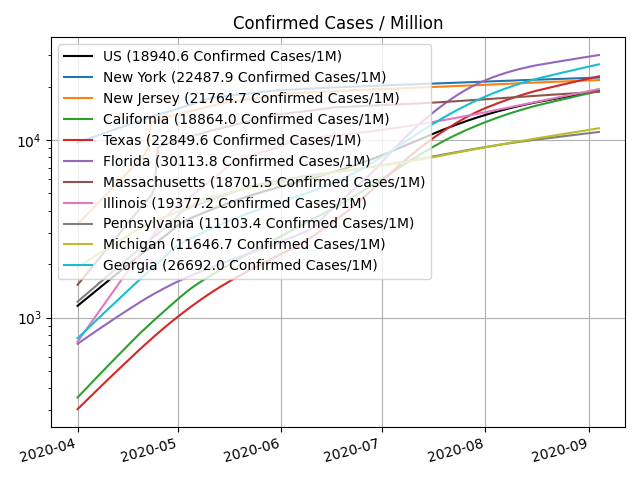 Confirmed Cases / Million
US (18940.6 Confirmed Cases/1M)
New York (22487.9 Confirmed Cases/1M)
New Jersey (21764.7 Confirmed Cases/1M)
California (18864.0 Confirmed Cases/1M)
Texas (22849.6 Confirmed Cases/1M)
Florida (30113.8 Confirmed Cases/1M)
Massachusetts (18701.5 Confirmed Cases/1M)
Illinois (19377.2 Confirmed Cases/1M)
Pennsylvania (11103.4 Confirmed Cases/1M)
Michigan (11646.7 Confirmed Cases/1M)
Georgia (26692.0 Confirmed Cases/1M)
10⁴
10³
2020-04 2020-05 2020-06 2020-07 2020-08 2020-09